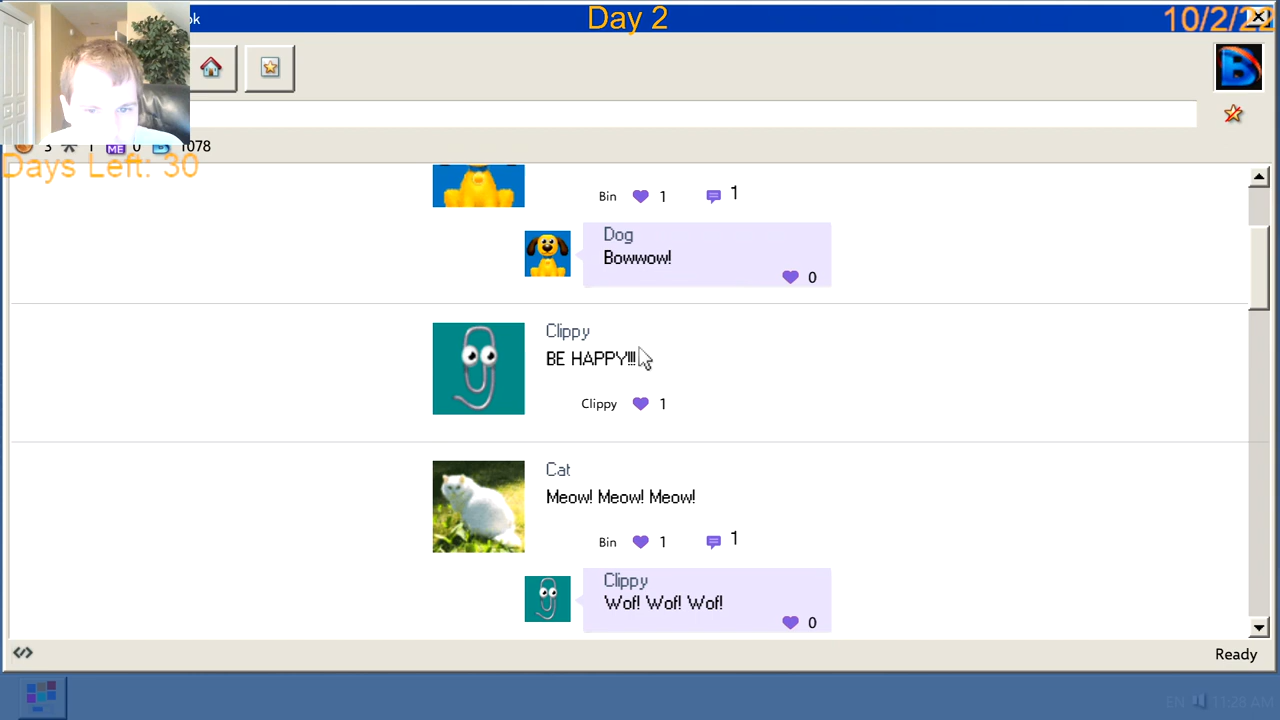 ok
Day 2
10/2/22
3 1 ME 0 1078
Days Left: 30
Bin 1 1
Dog
Bowwow!
0
Clippy
BE HAPPY!!!
Clippy 1
Cat
Meow! Meow! Meow!
Bin 1 1
Clippy
Wof! Wof! Wof!
0
Ready
EN 11:28 AM